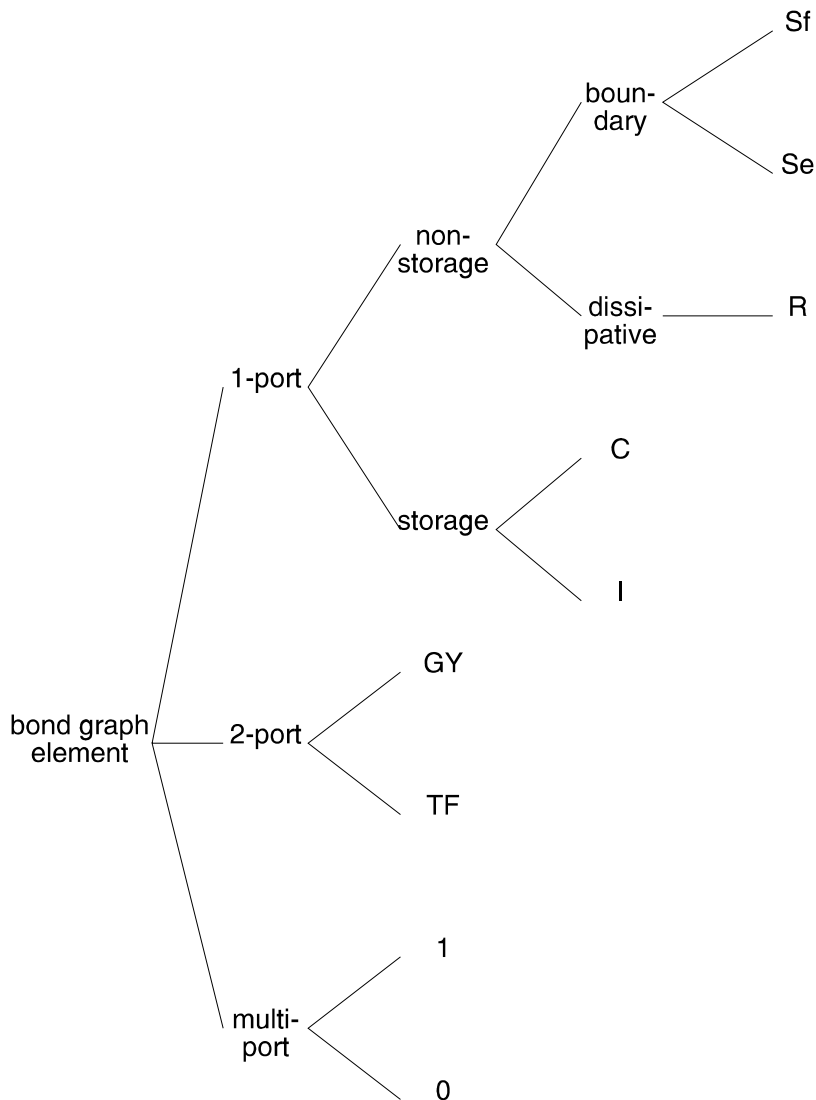 Sf
boun-
dary
Se
non-
storage
dissi-
pative
R
1-port
C
storage
I
GY
bond graph
element
2-port
TF
1
multi-
port
0